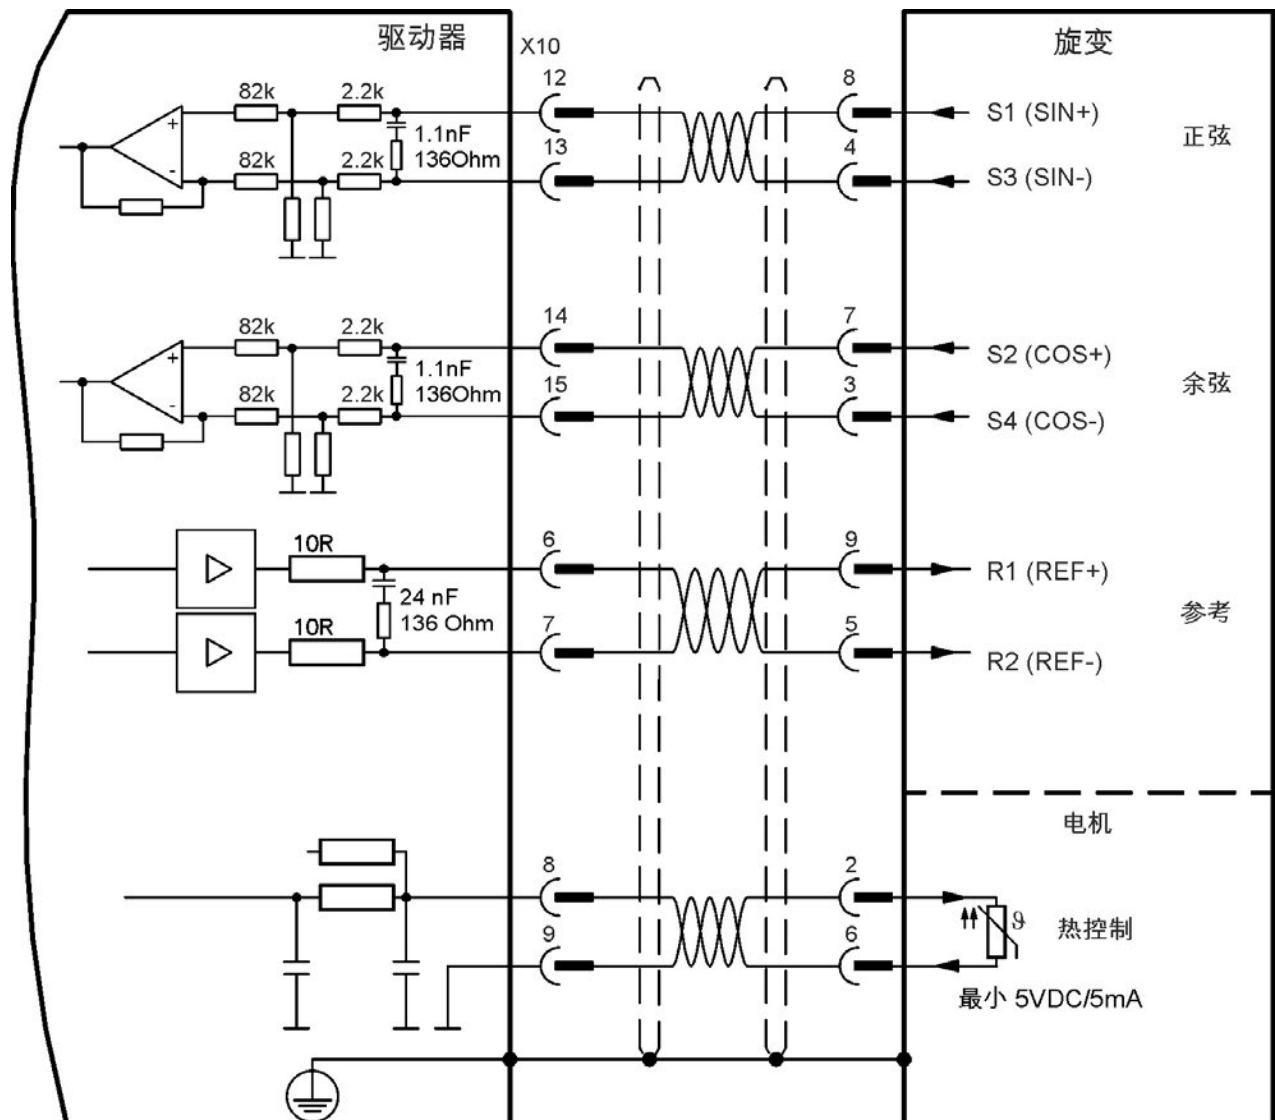 驱动器
X10
旋变
82k
2.2k
12
8
+
1.1nF
136Ohm
S1 (SIN+)
正弦
82k
2.2k
13
4
-
S3 (SIN-)
82k
2.2k
14
7
+
1.1nF
136Ohm
S2 (COS+)
余弦
82k
2.2k
15
3
-
S4 (COS-)
10R
6
9
R1 (REF+)
24 nF
136 Ohm
参考
10R
7
5
R2 (REF-)
电机
8
2
ϑ
热控制
9
6
最小 5VDC/5mA